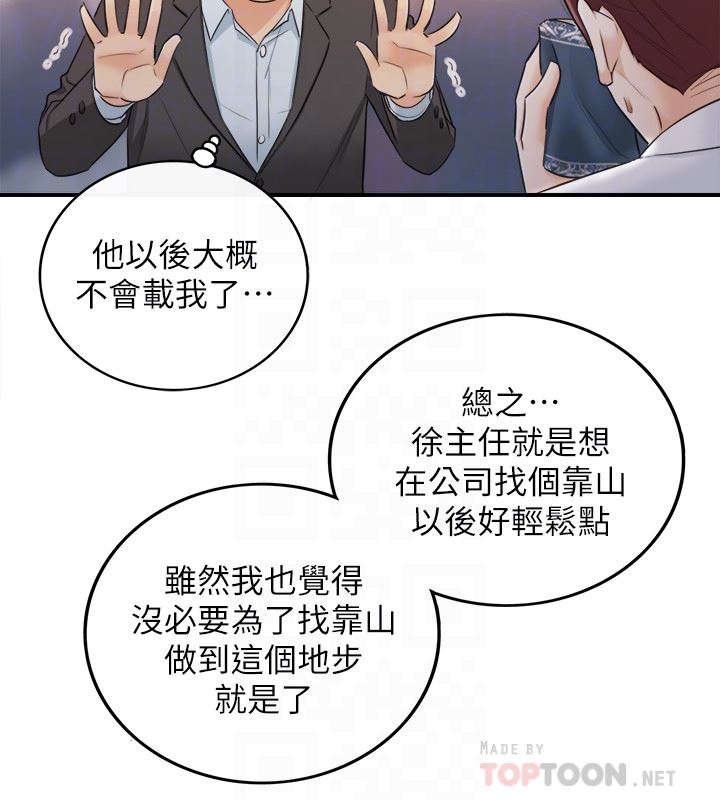 他以後大概
不會載我了…
總之…
徐主任就是想
在公司找個靠山
以後好輕鬆點
雖然我也覺得
沒必要為了找靠山
做到這個地步
就是了
MADE BY
TOPTOON.NET